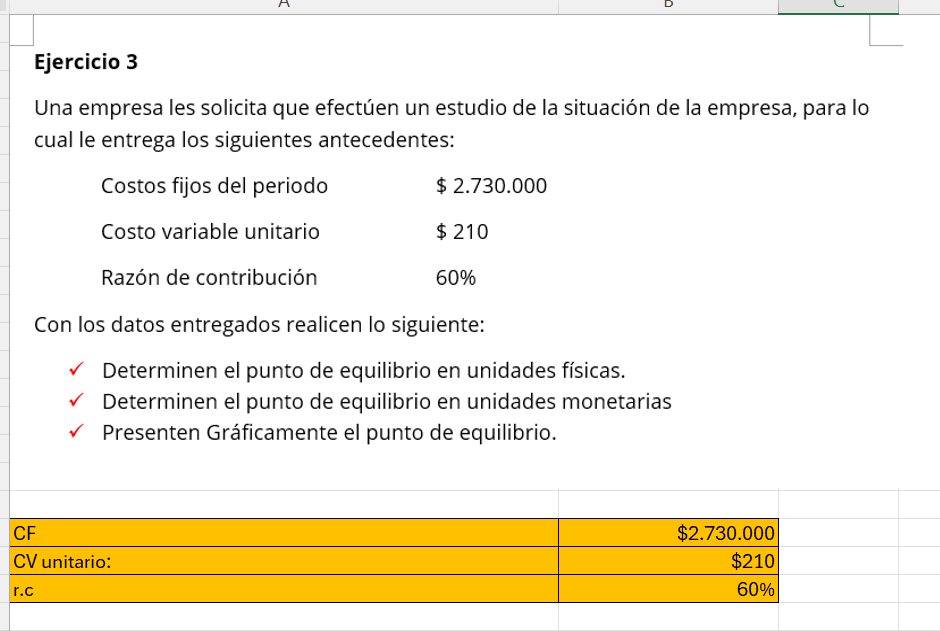 A B C
Ejercicio 3
Una empresa les solicita que efectúen un estudio de la situación de la empresa, para lo
cual le entrega los siguientes antecedentes:
Costos fijos del periodo $ 2.730.000
Costo variable unitario $ 210
Razón de contribución 60%
Con los datos entregados realicen lo siguiente:
✓ Determinen el punto de equilibrio en unidades físicas.
✓ Determinen el punto de equilibrio en unidades monetarias
✓ Presenten Gráficamente el punto de equilibrio.
CF $2.730.000
CV unitario: $210
r.c 60%